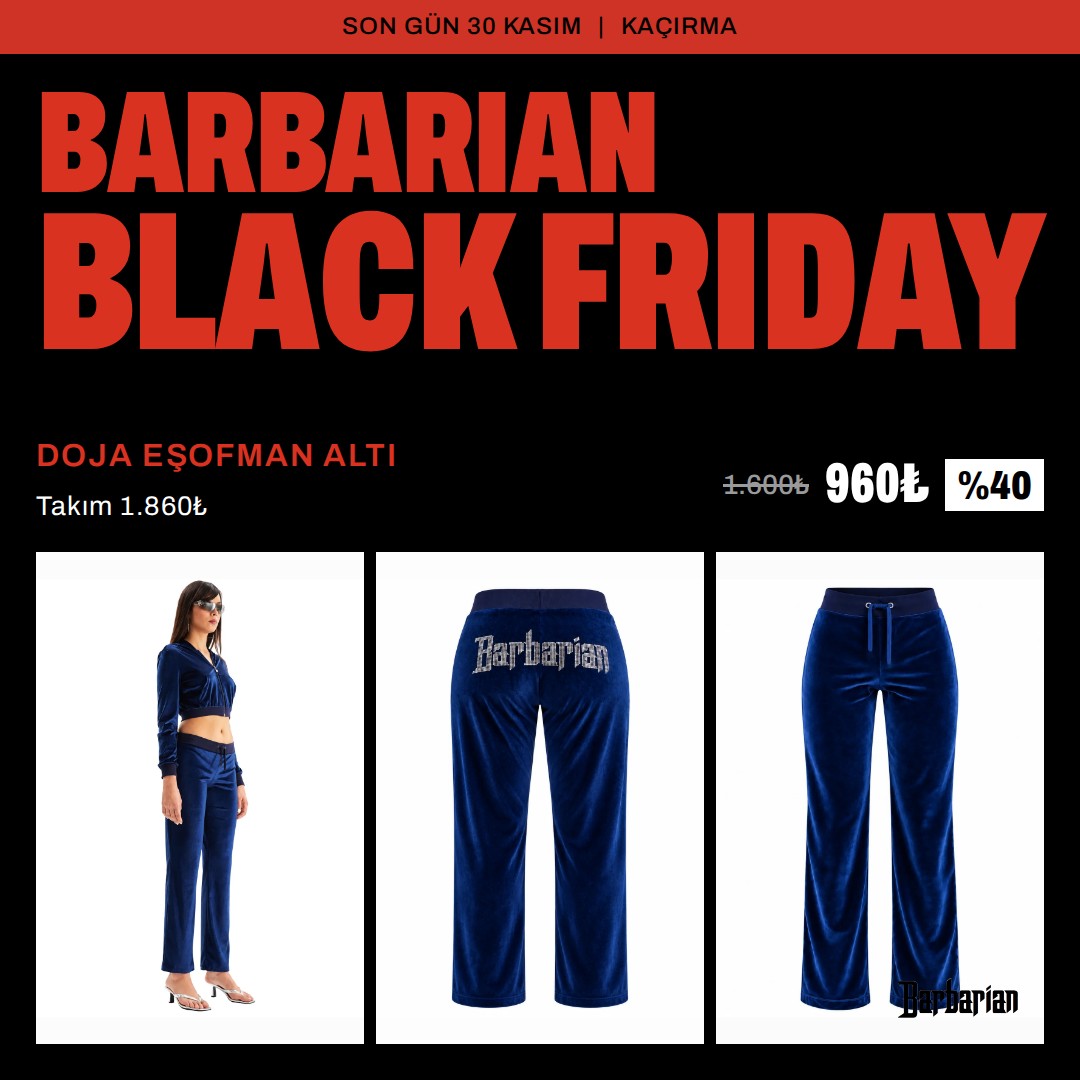 SON GÜN 30 KASIM | KAÇIRMA
BARBARIAN
BLACK FRIDAY
DOJA EŞOFMAN ALTI
Takım 1.860₺
1.600₺ 960₺ %40
Barbarian
Barbarian